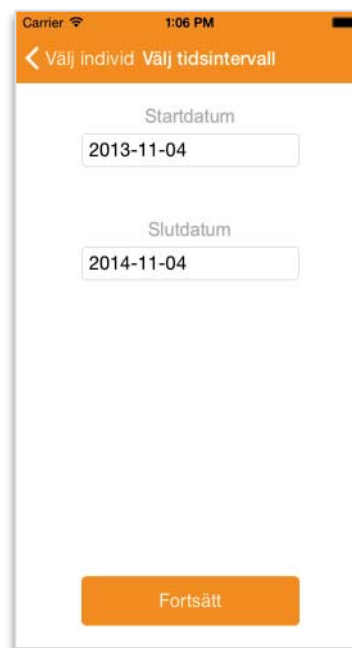 Carrier 1:06 PM
Välj individ Välj tidsintervall
Startdatum
2013-11-04
Slutdatum
2014-11-04
Fortsätt